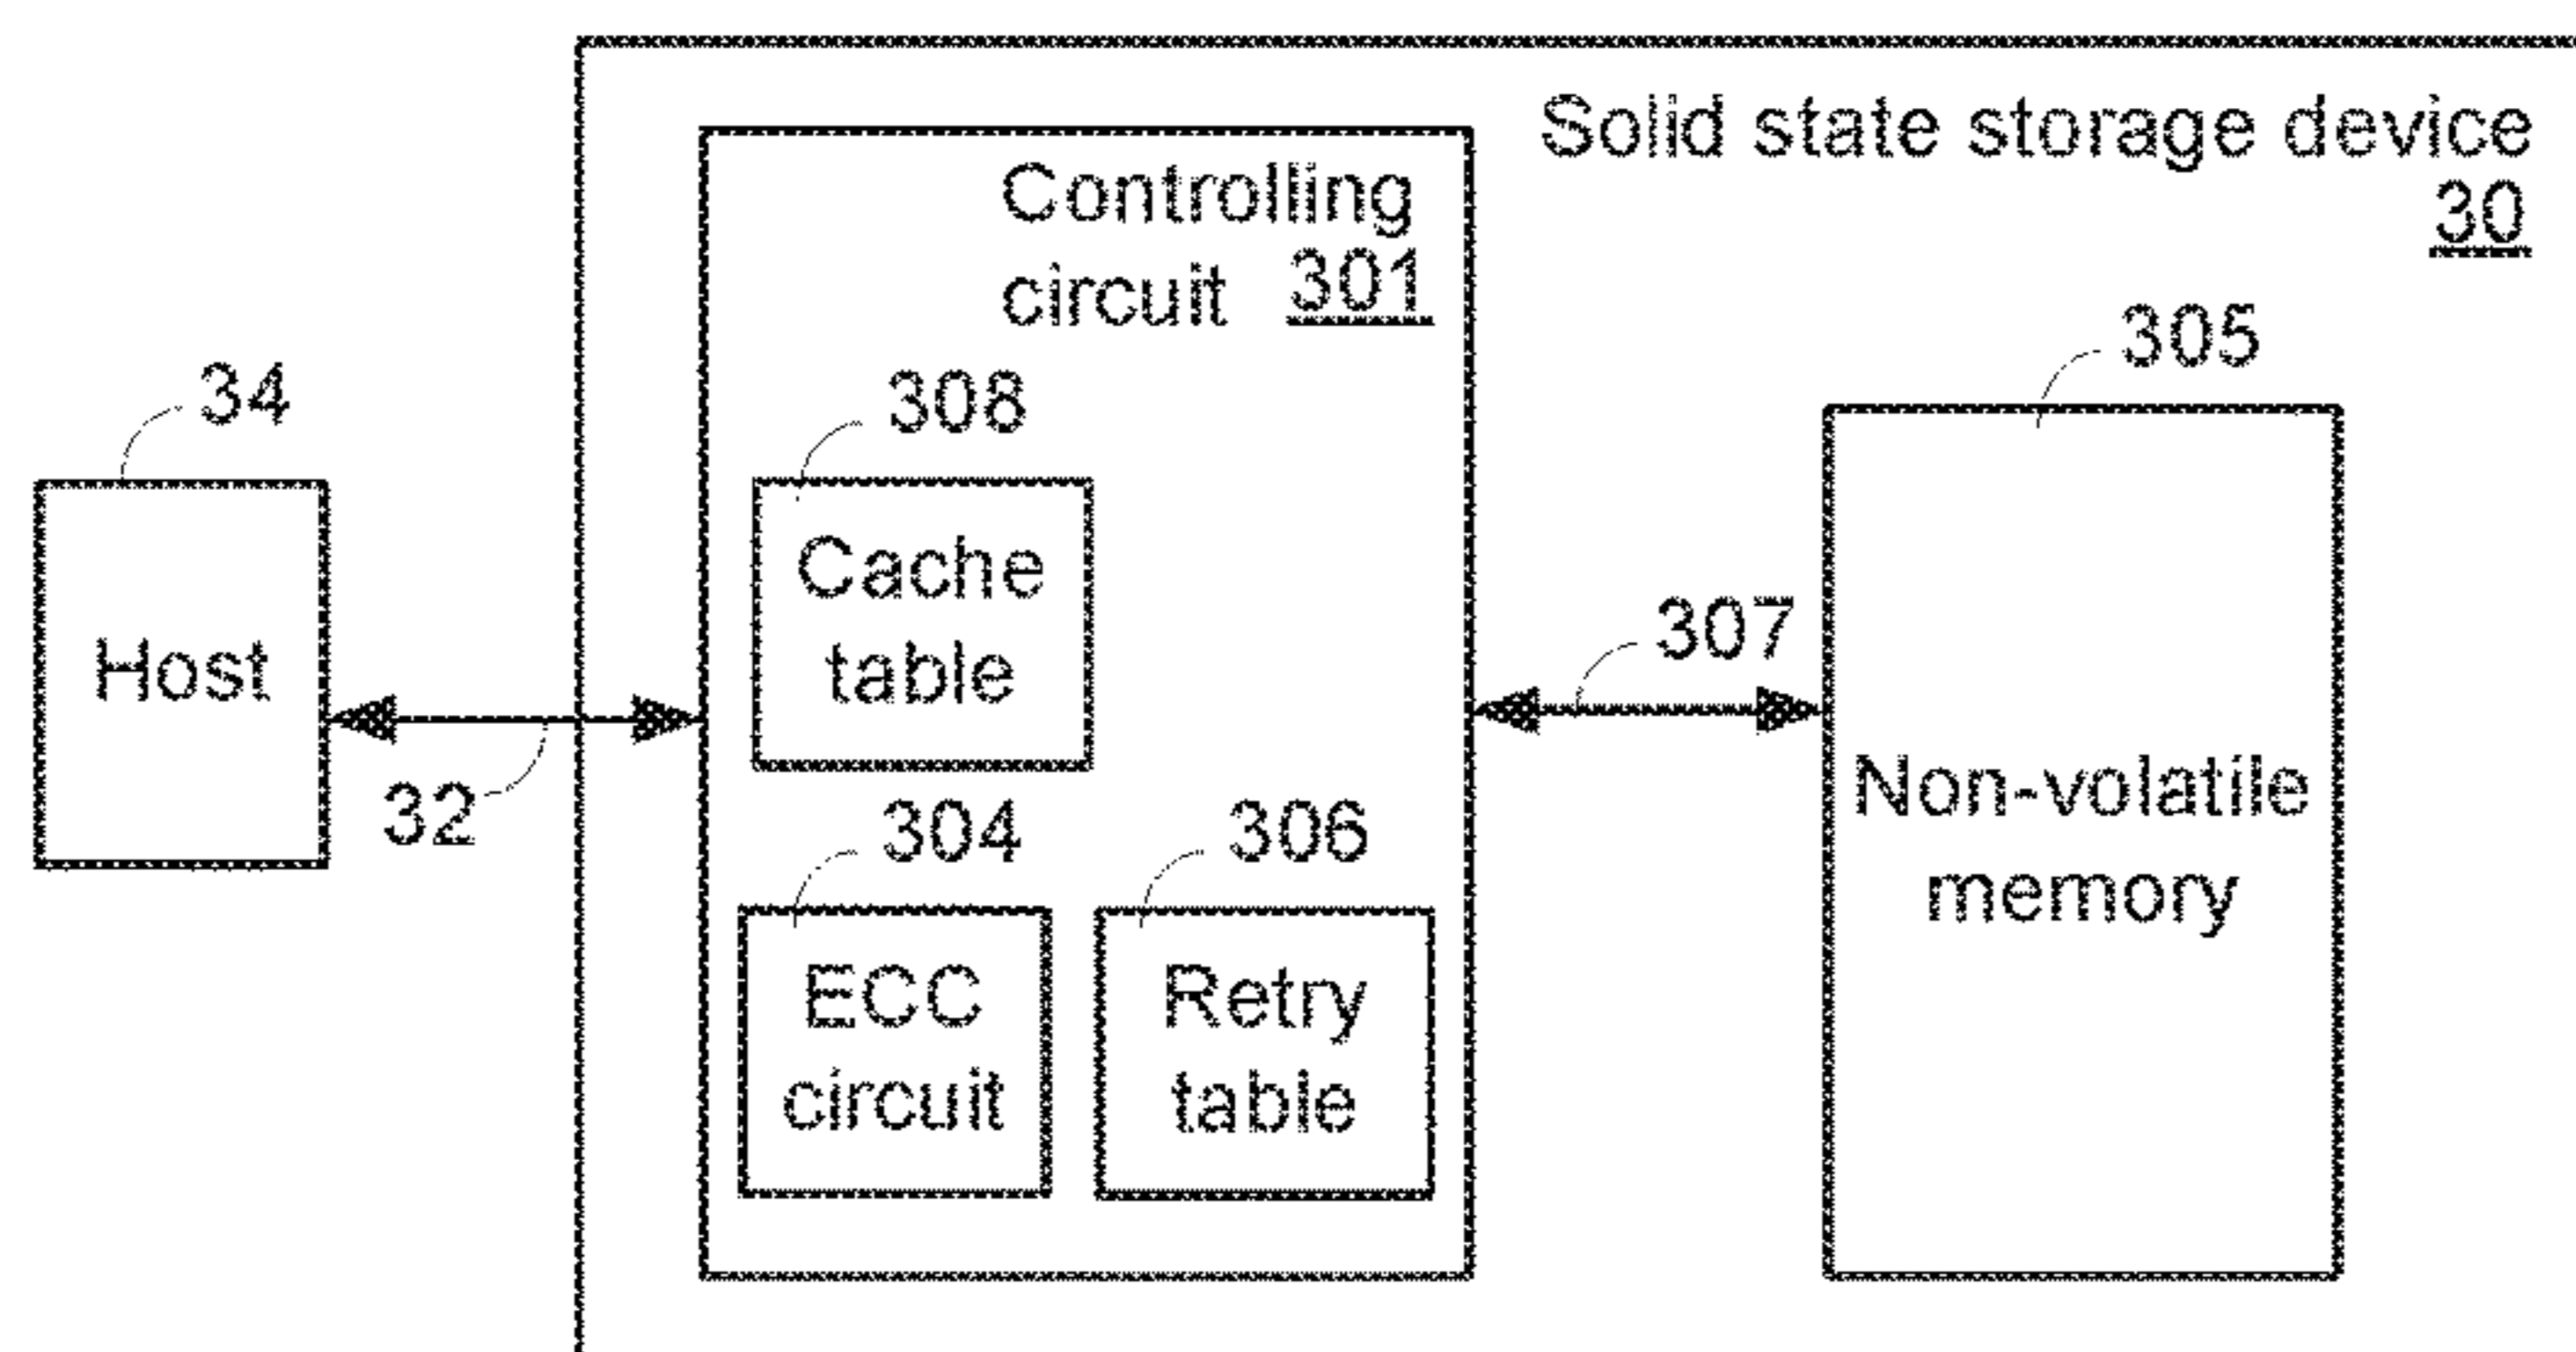 Solid state storage device
30
Controlling
circuit 301
305
34
308
Host
Cache
table
32
307
Non-volatile
memory
304
306
ECC
circuit
Retry
table